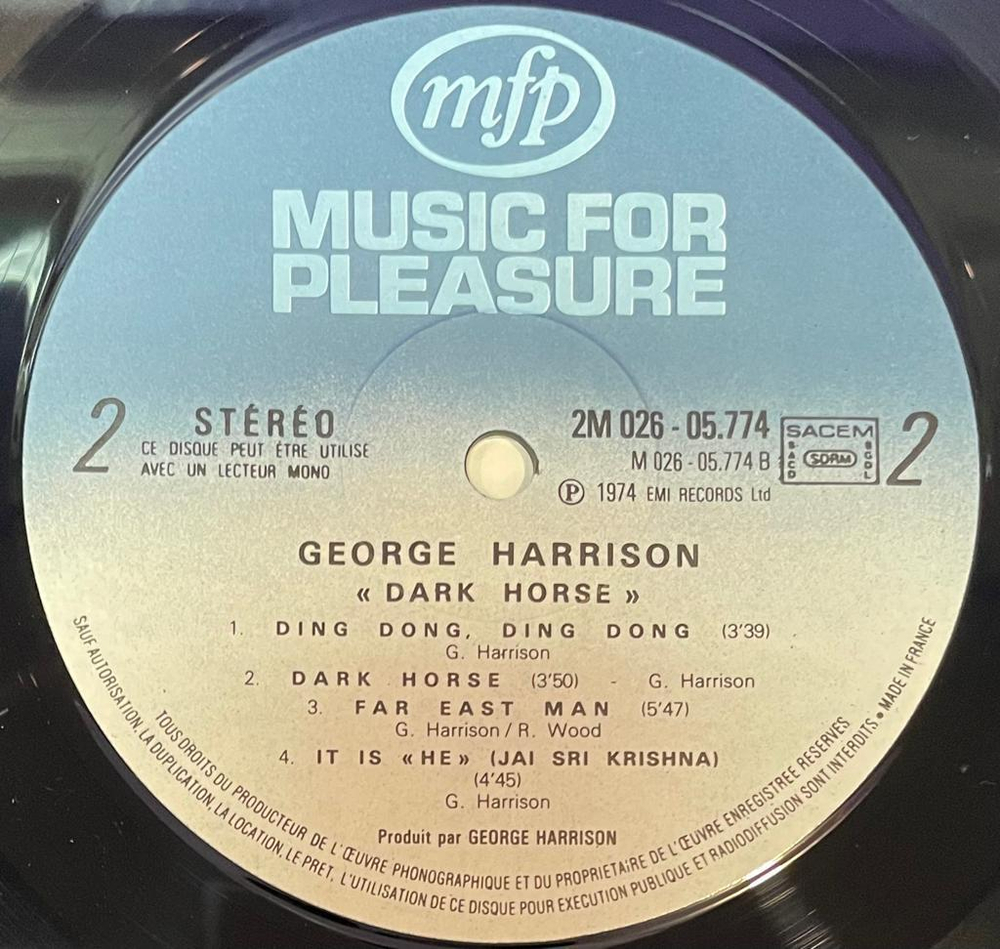 mfp
MUSIC FOR
PLEASURE
2
STÉRÉO
CE DISQUE PEUT ÊTRE UTILISE
AVEC UN LECTEUR MONO
2M 026 - 05.774
M 026 - 05.774 B
℗ 1974 EMI RECORDS Ltd
SACEM
SACD
SDRM
SGDL
2
GEORGE HARRISON
« DARK HORSE »
1. DING DONG, DING DONG (3'39)
G. Harrison
2. DARK HORSE (3'50) - G. Harrison
3. FAR EAST MAN (5'47)
G. Harrison / R. Wood
4. IT IS «HE» (JAI SRI KRISHNA)
(4'45)
G. Harrison
Produit par GEORGE HARRISON
TOUS DROITS DU PRODUCTEUR DE L'ŒUVRE PHONOGRAPHIQUE ET DU PROPRIETAiRE DE L'ŒUVRE ENREGISTREE RESERVES
SAUF AUTORISATION, LA DUPLICATION, LA LOCATION, LE PRET, L'UTILISATION DE CE DISQUE POUR EXECUTION PUBLIQUE ET RADIODIFFUSION SONT INTERDITS. ● MADE IN FRANCE